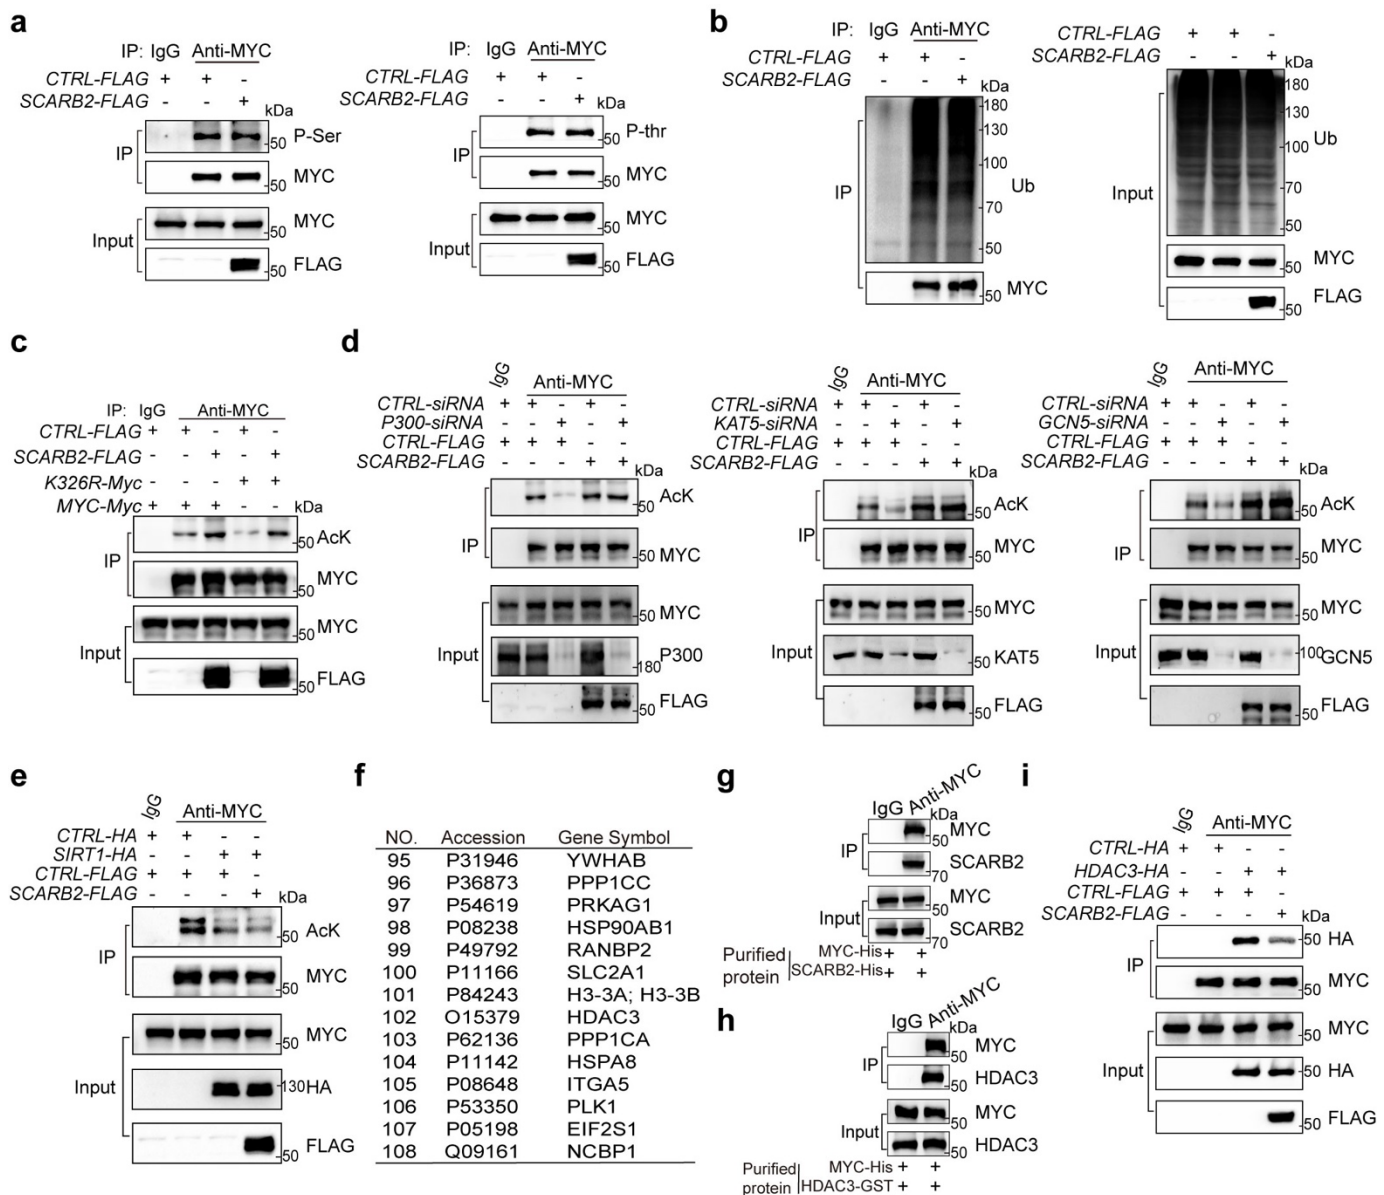 a
IP: IgG Anti-MYC
CTRL-FLAG + + -
SCARB2-FLAG - - +
kDa
P-Ser
50
IP
MYC
50
MYC
50
Input
FLAG
50
IP: IgG Anti-MYC
CTRL-FLAG + + -
SCARB2-FLAG - - +
kDa
P-thr
50
IP
MYC
50
MYC
50
Input
FLAG
50
b
IP: IgG Anti-MYC
CTRL-FLAG + + -
SCARB2-FLAG - - +
kDa
180
130
100
IP
Ub
70
50
MYC
50
CTRL-FLAG + + -
SCARB2-FLAG - - +
kDa
180
130
100 Ub
Input
70
50
MYC
50
FLAG
50
c
IP: IgG Anti-MYC
CTRL-FLAG + + - + -
SCARB2-FLAG - - + - +
K326R-Myc - - - + +
MYC-Myc + + + - - kDa
50 AcK
IP
MYC
50
MYC
50
Input
FLAG
50
d
IgG Anti-MYC
CTRL-siRNA + + - + -
P300-siRNA - - + - +
CTRL-FLAG + + + - -
SCARB2-FLAG - - - + +
kDa
AcK
50
IP
MYC
50
MYC
50
Input
P300
180
FLAG
50
IgG Anti-MYC
CTRL-siRNA + + - + -
KAT5-siRNA - - + - +
CTRL-FLAG + + + - -
SCARB2-FLAG - - - + +
kDa
AcK
50
IP
MYC
50
MYC
50
Input
KAT5
50
FLAG
50
IgG Anti-MYC
CTRL-siRNA + + - + -
GCN5-siRNA - - + - +
CTRL-FLAG + + + - -
SCARB2-FLAG - - - + +
kDa
AcK
50
IP
MYC
50
MYC
50
Input
100 GCN5
FLAG
50
e
IgG Anti-MYC
CTRL-HA + + - -
SIRT1-HA - - + +
CTRL-FLAG + + + -
SCARB2-FLAG - - - +
kDa
AcK
50
IP
MYC
50
MYC
50
Input
130 HA
FLAG
50
f
NO. Accession Gene Symbol
95 P31946 YWHAB
96 P36873 PPP1CC
97 P54619 PRKAG1
98 P08238 HSP90AB1
99 P49792 RANBP2
100 P11166 SLC2A1
101 P84243 H3-3A; H3-3B
102 O15379 HDAC3
103 P62136 PPP1CA
104 P11142 HSPA8
105 P08648 ITGA5
106 P53350 PLK1
107 P05198 EIF2S1
108 Q09161 NCBP1
g
IgG Anti-MYC
kDa
MYC
50
IP
SCARB2
70
MYC
50
Input
SCARB2
70
Purified protein
MYC-His + +
SCARB2-His + +
h
IgG Anti-MYC
kDa
MYC
50
IP
HDAC3
50
MYC
50
Input
HDAC3
50
Purified protein
MYC-His + +
HDAC3-GST + +
i
IgG Anti-MYC
CTRL-HA + + - -
HDAC3-HA - - + +
CTRL-FLAG + + + -
SCARB2-FLAG - - - +
kDa
50 HA
IP
MYC
50
MYC
50
Input
HA
50
FLAG
50